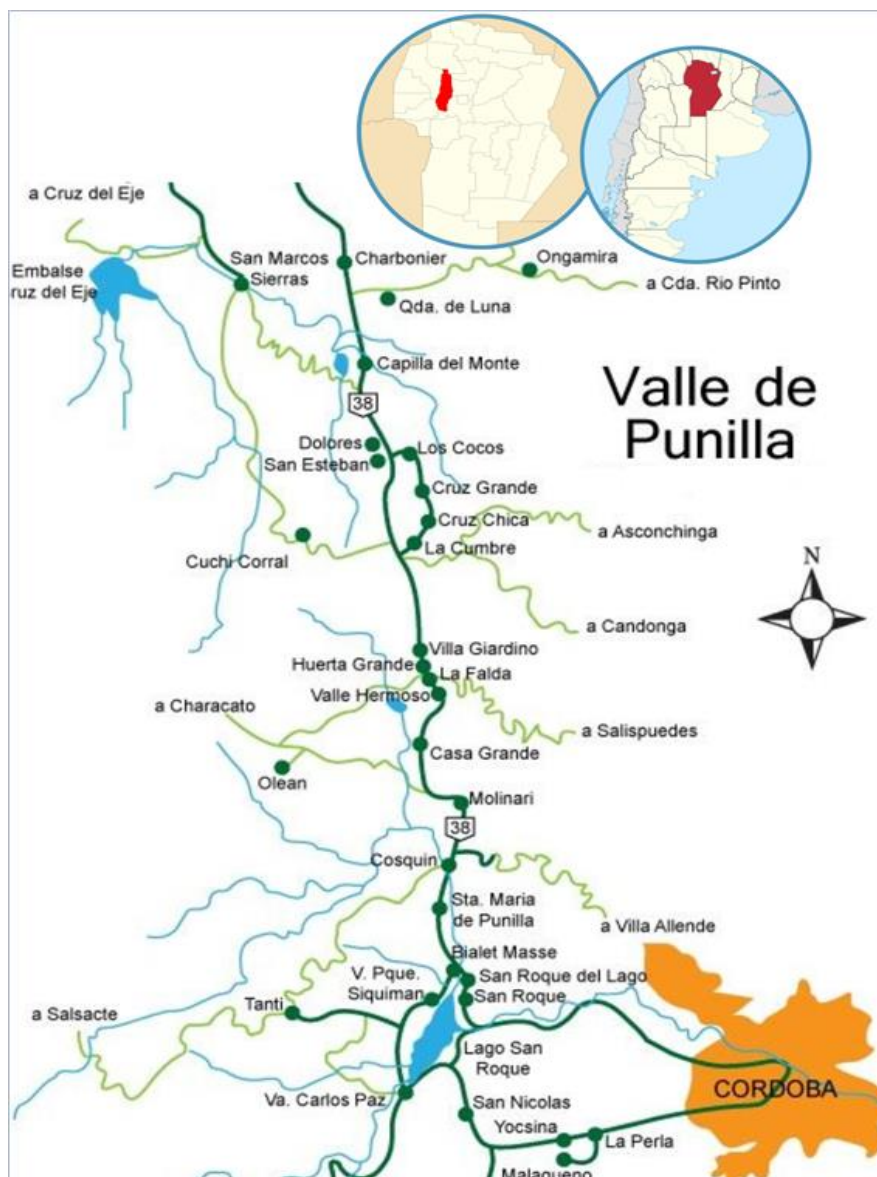 a Cruz del Eje
San Marcos
Sierras
Charbonier
Ongamira
Embalse
ruz del Eje
a Cda. Rio Pinto
Qda. de Luna
Capilla del Monte
Valle de
Punilla
38
Dolores
Los Cocos
San Esteban
Cruz Grande
Cruz Chica
a Asconchinga
La Cumbre
Cuchi Corral
N
a Candonga
Villa Giardino
Huerta Grande
La Falda
Valle Hermoso
a Characato
a Salispuedes
Casa Grande
Olean
Molinari
38
Cosquin
Sta. Maria
de Punilla
a Villa Allende
Bialet Masse
V. Pque.
Siquiman
San Roque del Lago
San Roque
Tanti
a Salsacte
Lago San
Roque
CORDOBA
Va. Carlos Paz
San Nicolas
Yocsina
La Perla
Malagueno